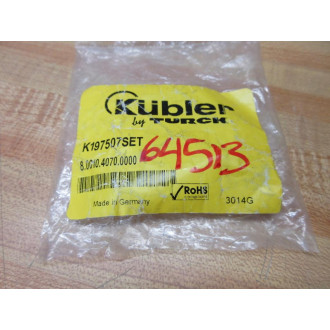 Kübler
by TURCK
K197507SET
8.0010.4070.0000
64513
RoHS
Made in Germany
3014G